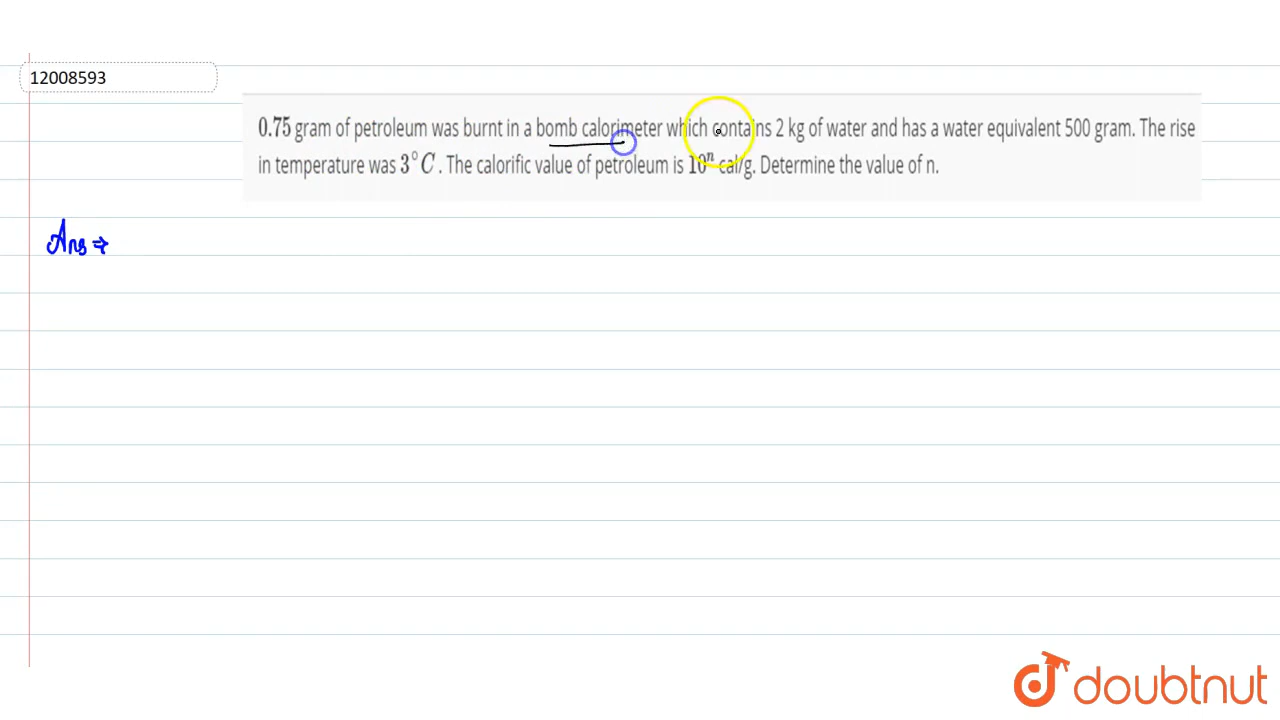 12008593
0.75 gram of petroleum was burnt in a bomb calorimeter which contains 2 kg of water and has a water equivalent 500 gram. The rise
in temperature was 3°C. The calorific value of petroleum is 10ⁿ cal/g. Determine the value of n.
Ans →
doubtnut